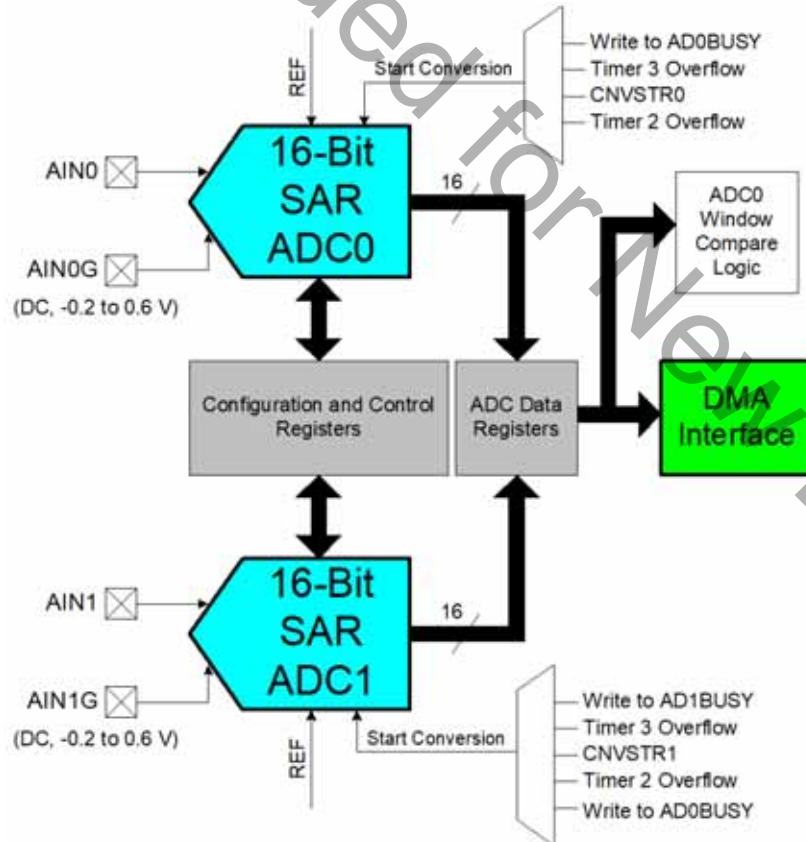 Write to AD0BUSY
Timer 3 Overflow
CNVSTR0
Timer 2 Overflow
Start Conversion
REF
AIN0
AIN0G
(DC, -0.2 to 0.6 V)
16-Bit
SAR
ADC0
16
ADC0
Window
Compare
Logic
Configuration and Control
Registers
ADC Data
Registers
DMA
Interface
AIN1
AIN1G
(DC, -0.2 to 0.6 V)
16-Bit
SAR
ADC1
16
REF
Start Conversion
Write to AD1BUSY
Timer 3 Overflow
CNVSTR1
Timer 2 Overflow
Write to AD0BUSY
ded for New